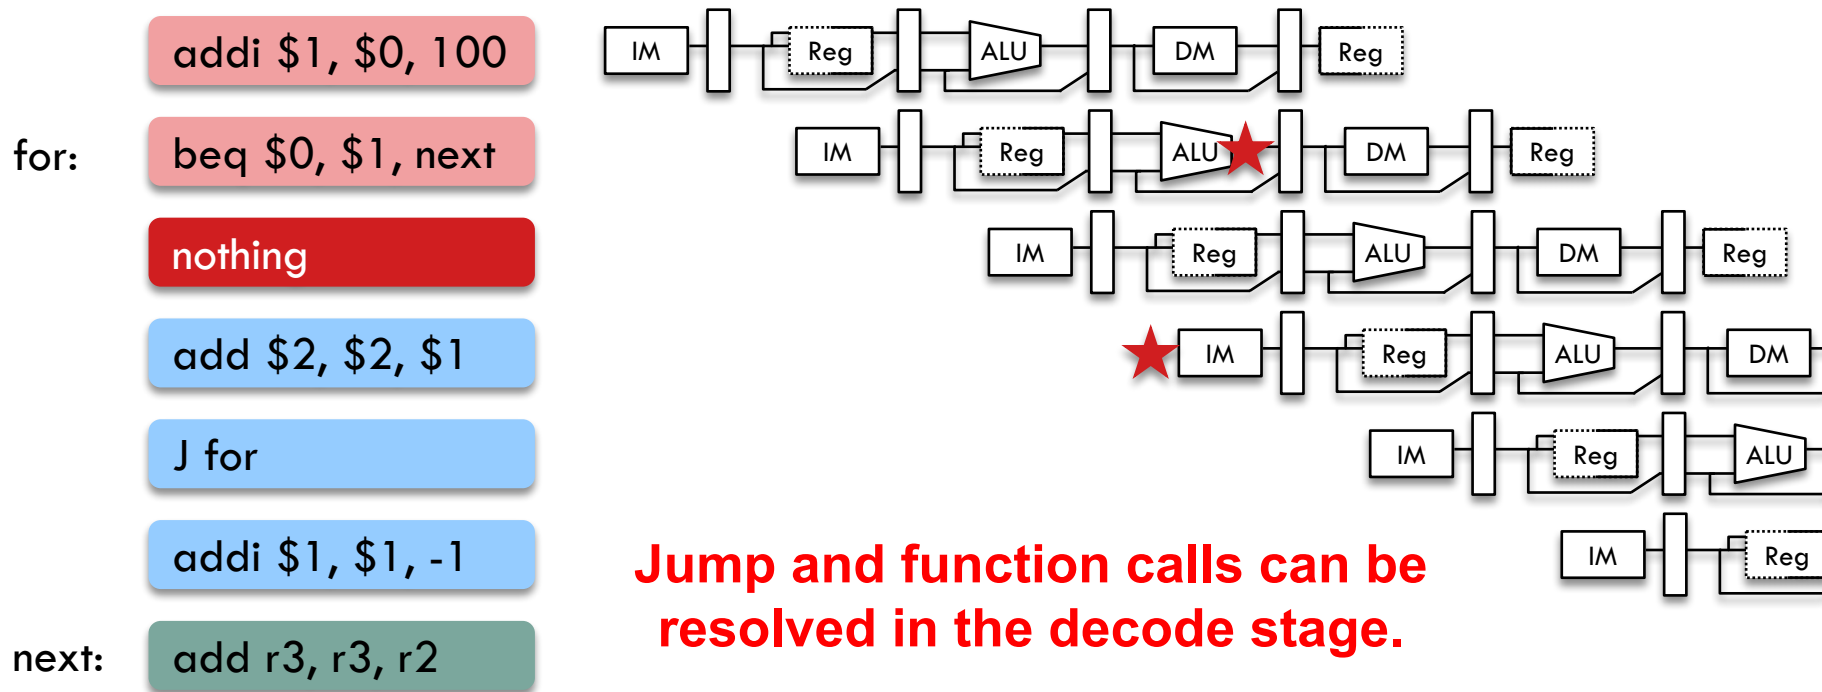 addi $1, $0, 100
IM Reg ALU DM Reg
for: beq $0, $1, next
IM Reg ALU DM Reg
nothing
IM Reg ALU DM Reg
add $2, $2, $1
IM Reg ALU DM
J for
IM Reg ALU
addi $1, $1, -1
IM Reg
Jump and function calls can be
resolved in the decode stage.
next: add r3, r3, r2